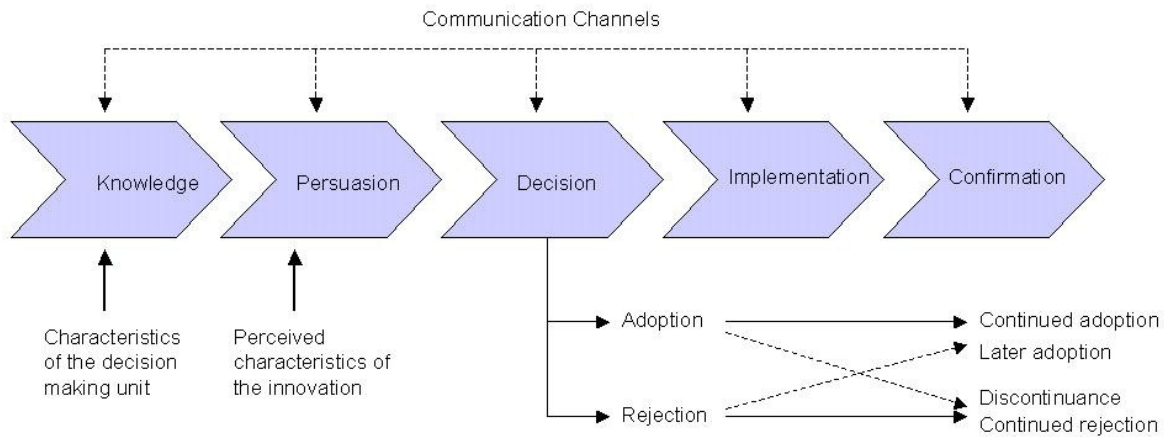 Communication Channels
Knowledge
Persuasion
Decision
Implementation
Confirmation
Characteristics
of the decision
making unit
Perceived
characteristics of
the innovation
Adoption
Rejection
Continued adoption
Later adoption
Discontinuance
Continued rejection